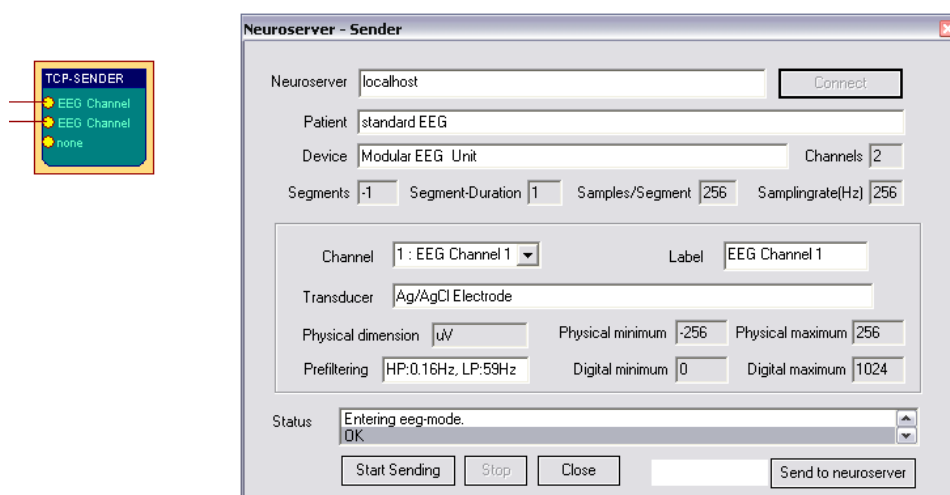 Neuroserver - Sender
TCP-SENDER
EEG Channel
EEG Channel
none
Neuroserver localhost Connect
Patient standard EEG
Device Modular EEG  Unit Channels 2
Segments -1 Segment-Duration 1 Samples/Segment 256 Samplingrate(Hz) 256
Channel 1 : EEG Channel 1 Label EEG Channel 1
Transducer Ag/AgCl Electrode
Physical dimension uV Physical minimum -256 Physical maximum 256
Prefiltering HP:0.16Hz, LP:59Hz Digital minimum 0 Digital maximum 1024
Status Entering eeg-mode.
OK
Start Sending Stop Close Send to neuroserver